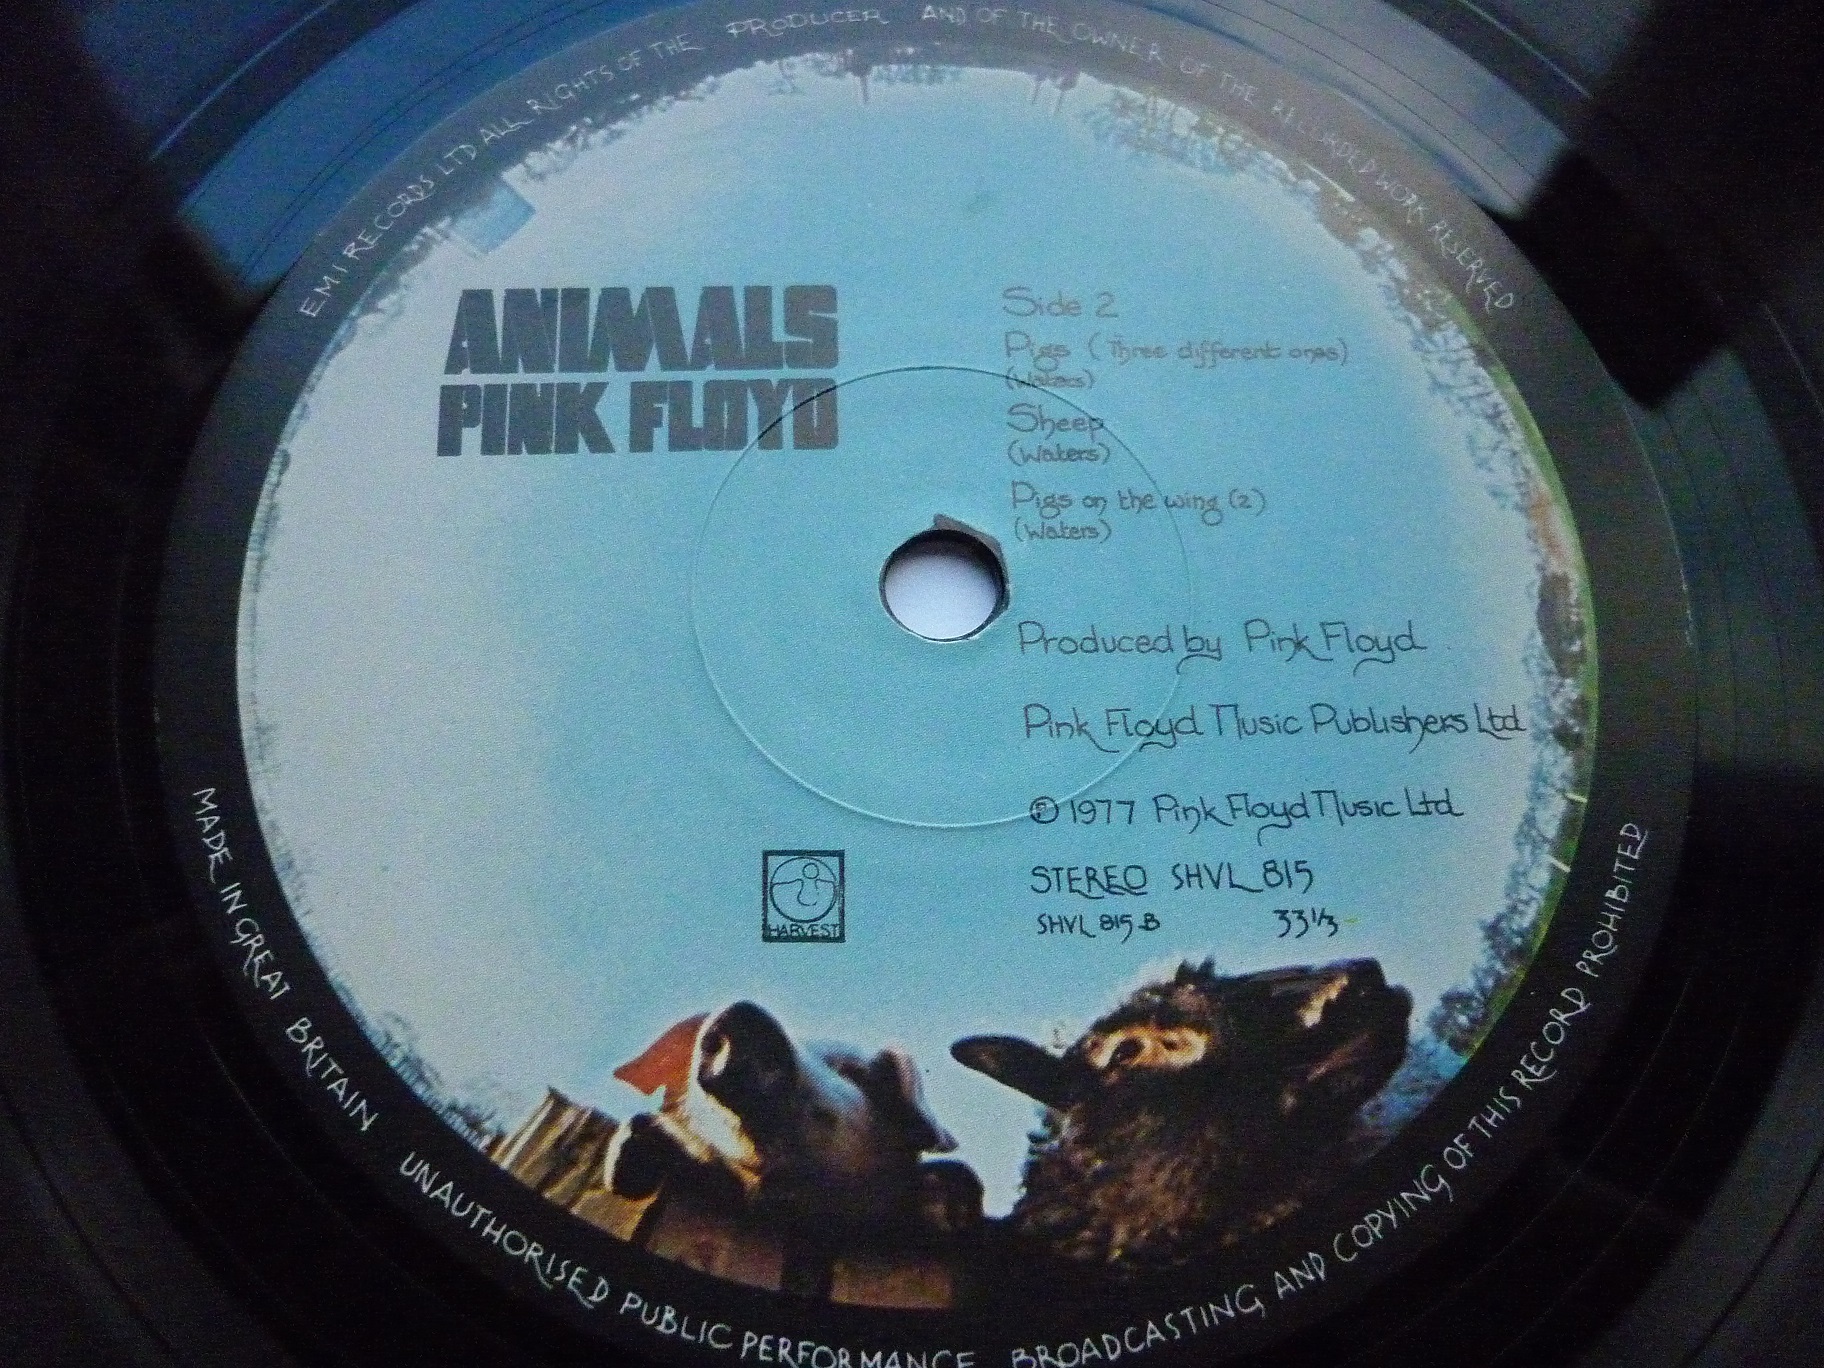 EMI RECORDS LTD ALL RIGHTS OF THE PRODUCER AND OF THE OWNER OF THE RECORDED WORK RESERVED
ANIMALS
PINK FLOYD
Side 2
Pigs (Three different ones)
(Waters)
Sheep
(Waters)
Pigs on the wing (2)
(Waters)
Produced by Pink Floyd
Pink Floyd Music Publishers Ltd
℗ 1977 Pink Floyd Music Ltd
STEREO SHVL 815
SHVL 815-B 33 1/3
HARVEST
MADE IN GREAT BRITAIN UNAUTHORISED PUBLIC PERFORMANCE BROADCASTING AND COPYING OF THIS RECORD PROHIBITED